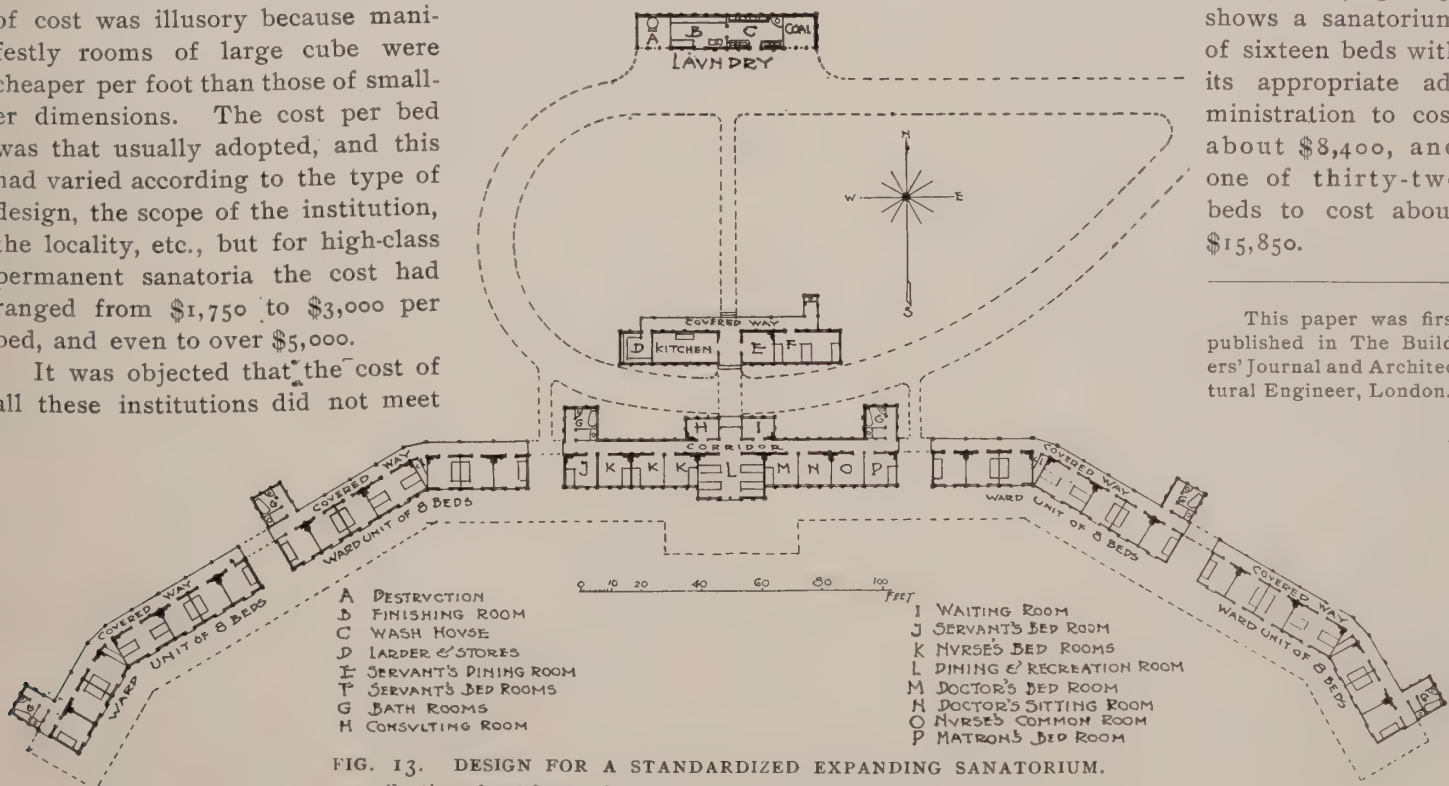 of cost was illusory because mani-
festly rooms of large cube were
cheaper per foot than those of small-
er dimensions. The cost per bed
was that usually adopted, and this
had varied according to the type of
design, the scope of the institution,
the locality, etc., but for high-class
permanent sanatoria the cost had
ranged from $1,750 to $3,000 per
bed, and even to over $5,000.
It was objected that the cost of
all these institutions did not meet
shows a sanatorium
of sixteen beds with
its appropriate ad
ministration to cos
about $8,400, and
one of thirty-tw
beds to cost abou
$15,850.
This paper was firs
published in The Build
ers' Journal and Architec
tural Engineer, London.
A B C COAL
LAVNDRY
N
W E
S
COVERED WAY
D KITCHEN E F
G H I G
CORRIDOR
J K K K L M N O P
COVERED WAY
WARD UNIT OF 8 BEDS
G
COVERED WAY
WARD UNIT OF 8 BEDS
G
COVERED WAY
WARD UNIT OF 8 BEDS
G
COVERED WAY
WARD UNIT OF 8 BEDS
G
0 10 20 40 60 80 100
FEET
A DESTRVCTION
B FINISHING ROOM
C WASH HOVSE
D LARDER & STORES
E SERVANT'S DINING ROOM
F SERVANT'S BED ROOMS
G BATH ROOMS
H CONSVLTING ROOM
I WAITING ROOM
J SERVANT'S BED ROOM
K NVRSE'S BED ROOMS
L DINING & RECREATION ROOM
M DOCTOR'S BED ROOM
N DOCTOR'S SITTING ROOM
O NVRSE'S COMMON ROOM
P MATRON'S BED ROOM
FIG. 13. DESIGN FOR A STANDARDIZED EXPANDING SANATORIUM.